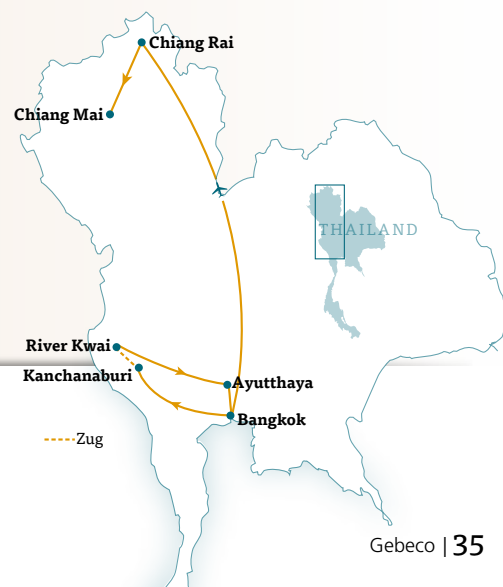 Chiang Rai
Chiang Mai
THAILAND
River Kwai
Kanchanaburi
Ayutthaya
Bangkok
Zug
Gebeco | 35